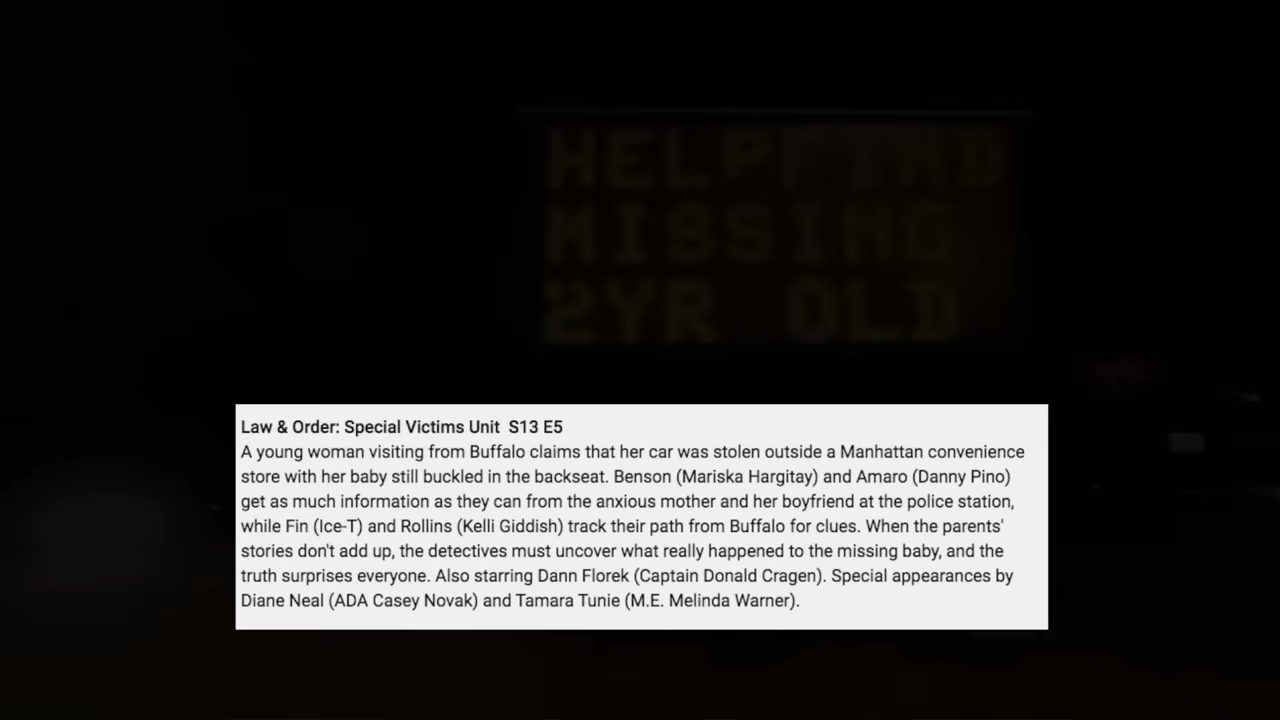 HELP FIND
MISSING
2YR OLD
Law & Order: Special Victims Unit  S13 E5
A young woman visiting from Buffalo claims that her car was stolen outside a Manhattan convenience
store with her baby still buckled in the backseat. Benson (Mariska Hargitay) and Amaro (Danny Pino)
get as much information as they can from the anxious mother and her boyfriend at the police station,
while Fin (Ice-T) and Rollins (Kelli Giddish) track their path from Buffalo for clues. When the parents'
stories don't add up, the detectives must uncover what really happened to the missing baby, and the
truth surprises everyone. Also starring Dann Florek (Captain Donald Cragen). Special appearances by
Diane Neal (ADA Casey Novak) and Tamara Tunie (M.E. Melinda Warner).